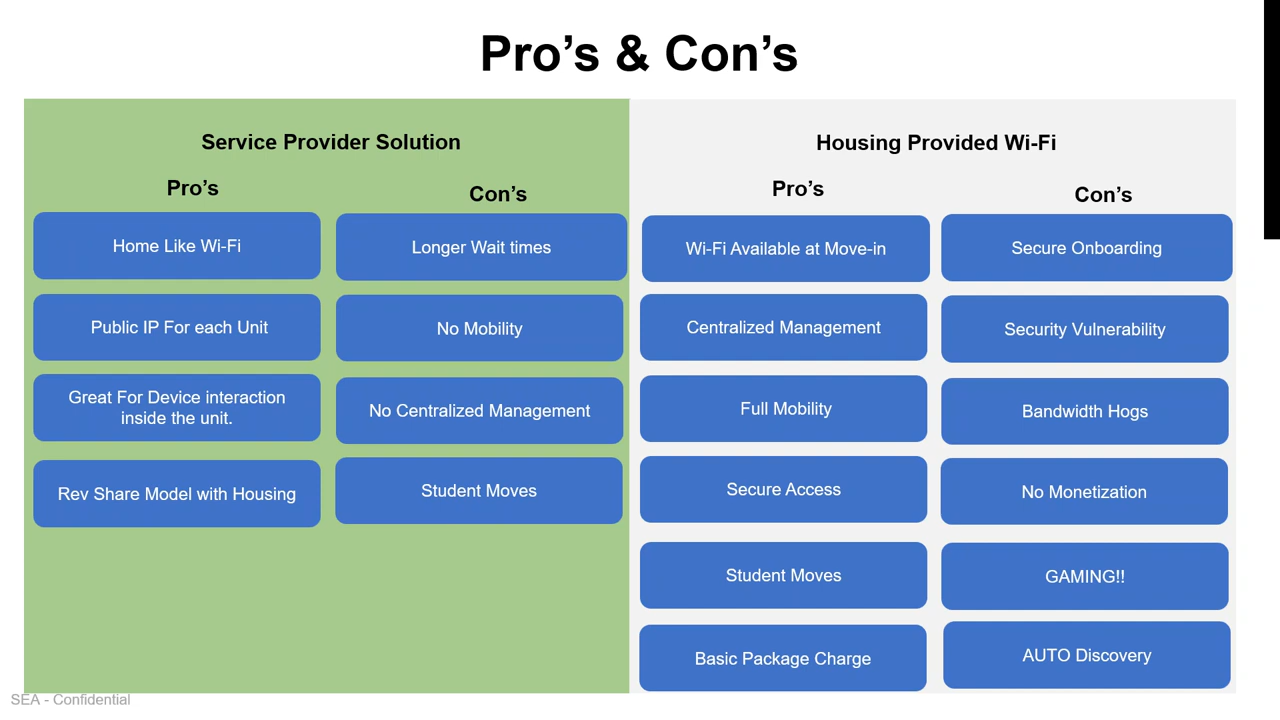 Pro’s & Con’s
Service Provider Solution
Pro’s
Home Like Wi-Fi
Public IP For each Unit
Great For Device interaction
inside the unit.
Rev Share Model with Housing
Con’s
Longer Wait times
No Mobility
No Centralized Management
Student Moves
Housing Provided Wi-Fi
Pro’s
Wi-Fi Available at Move-in
Centralized Management
Full Mobility
Secure Access
Student Moves
Basic Package Charge
Con’s
Secure Onboarding
Security Vulnerability
Bandwidth Hogs
No Monetization
GAMING!!
AUTO Discovery
SEA - Confidential